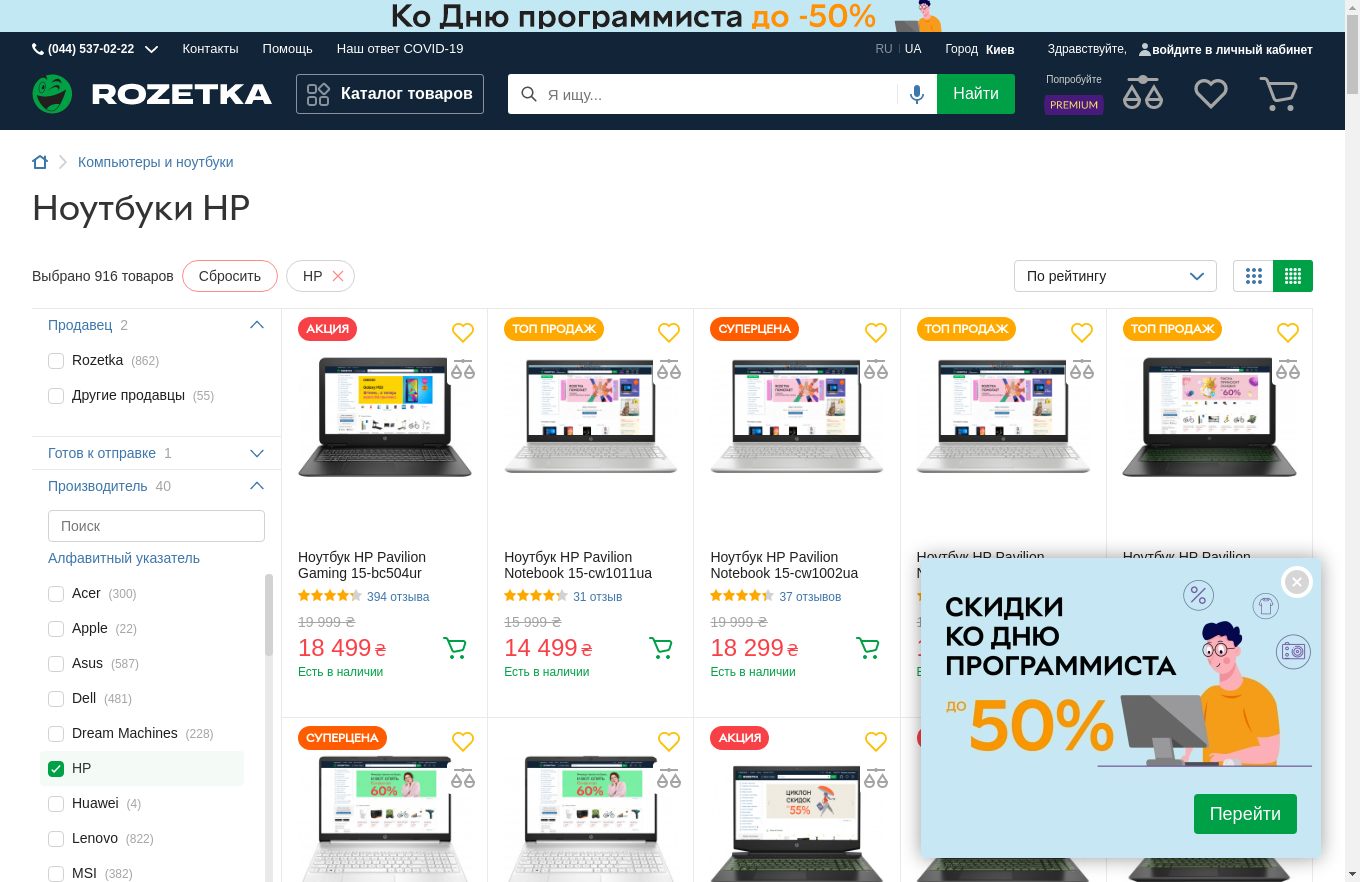 Ко Дню программиста до -50%
(044) 537-02-22
Контакты
Помощь
Наш ответ COVID-19
RU
UA
Город
Киев
Здравствуйте,
войдите в личный кабинет
ROZETKA
Каталог товаров
Я ищу...
Найти
Попробуйте
PREMIUM
Компьютеры и ноутбуки
Ноутбуки HP
Выбрано 916 товаров
Сбросить
HP
По рейтингу
Продавец 2
Rozetka (862)
Другие продавцы (55)
Готов к отправке 1
Производитель 40
Поиск
Алфавитный указатель
Acer (300)
Apple (22)
Asus (587)
Dell (481)
Dream Machines (228)
HP
Huawei (4)
Lenovo (822)
MSI (382)
АКЦИЯ
Ноутбук HP Pavilion
Gaming 15-bc504ur
394 отзыва
19 999 ₴
18 499 ₴
Есть в наличии
ТОП ПРОДАЖ
Ноутбук HP Pavilion
Notebook 15-cw1011ua
31 отзыв
15 999 ₴
14 499 ₴
Есть в наличии
СУПЕРЦЕНА
Ноутбук HP Pavilion
Notebook 15-cw1002ua
37 отзывов
19 999 ₴
18 299 ₴
Есть в наличии
ТОП ПРОДАЖ
Ноутбук HP Pavilion
ТОП ПРОДАЖ
Ноутбук HP Pavilion
СУПЕРЦЕНА
60%
60%
АКЦИЯ
ЦИКЛОН
СКИДОК
55%
СКИДКИ
КО ДНЮ
ПРОГРАММИСТА
ДО 50%
Перейти